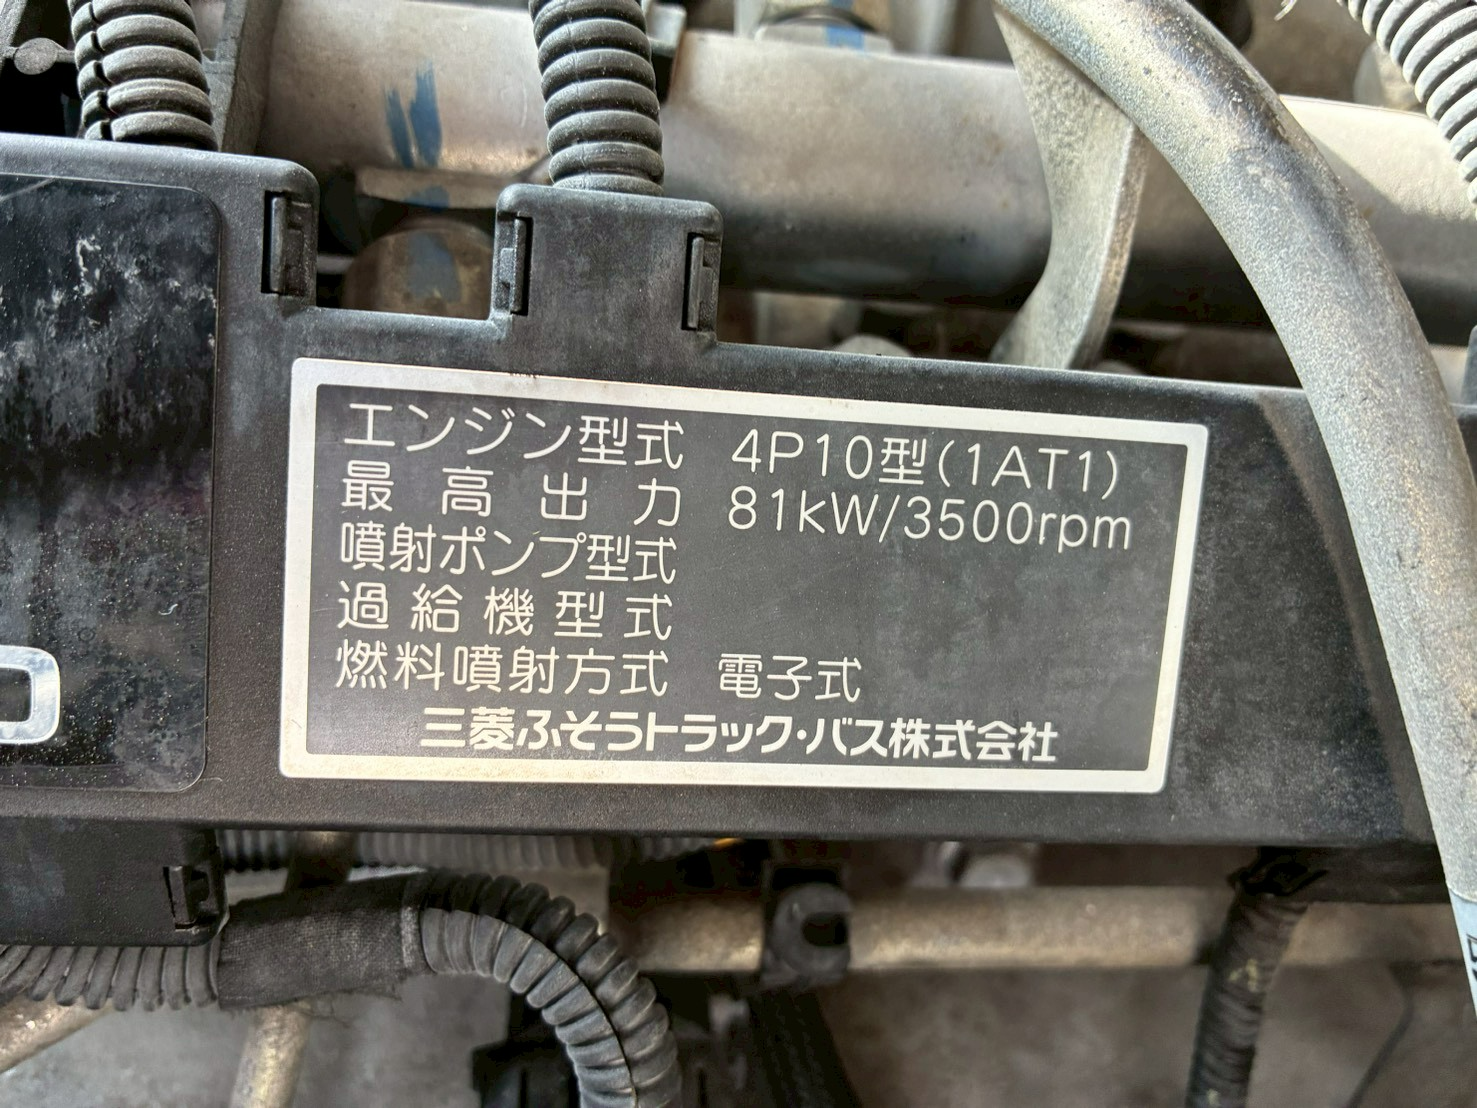 エンジン型式 4P10型(1AT1)
最高出力 81kW/3500rpm
噴射ポンプ型式
過給機型式
燃料噴射方式 電子式
三菱ふそうトラック・バス株式会社